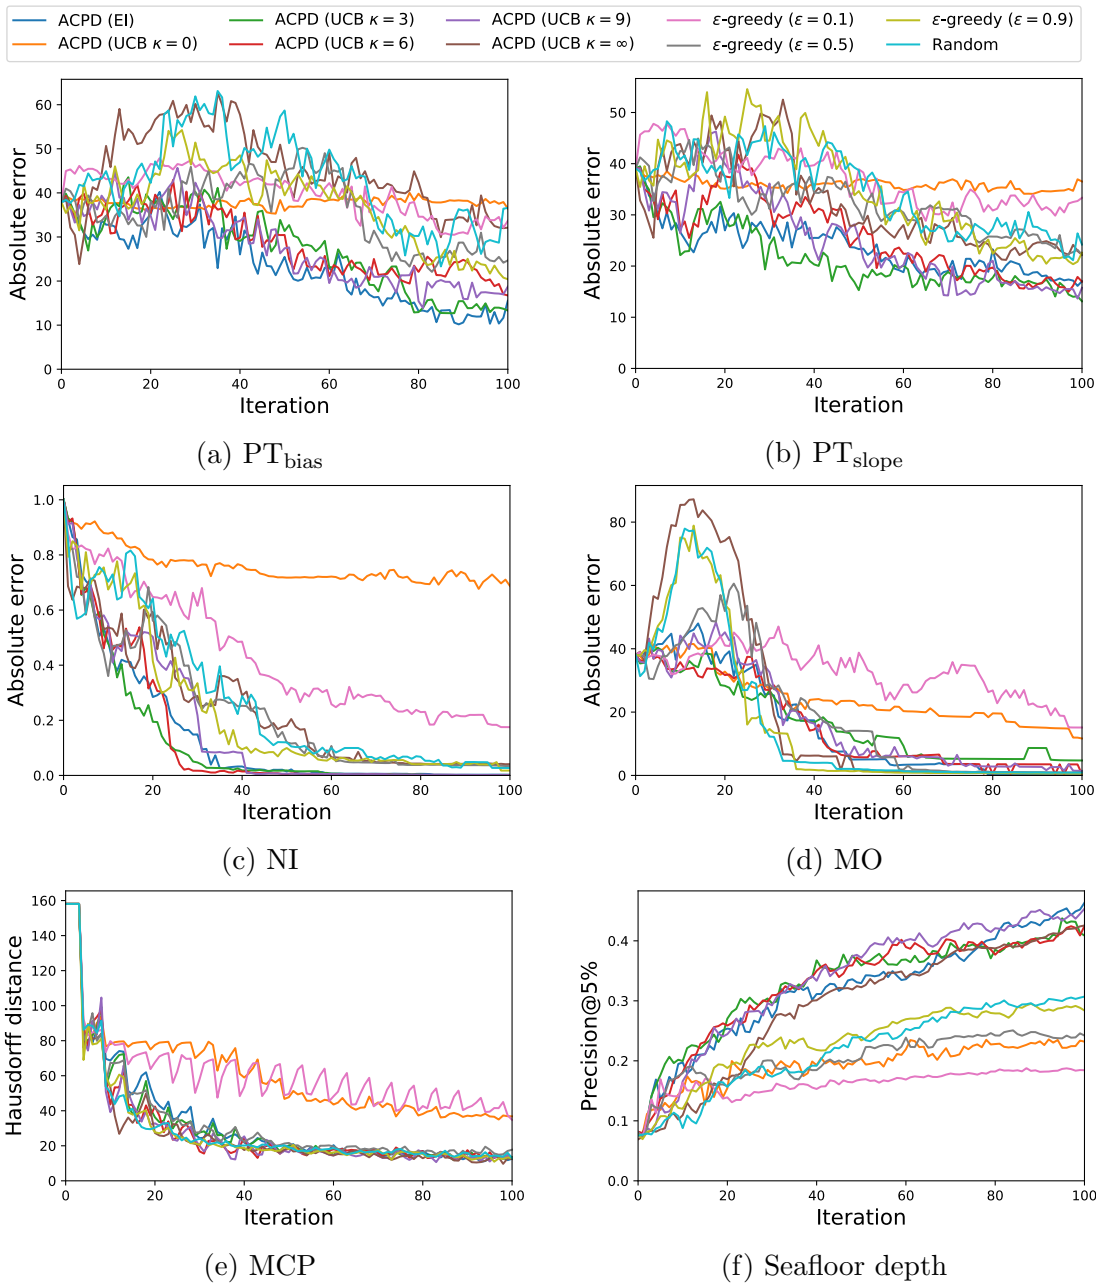 ACPD (EI)
ACPD (UCB κ = 0)
ACPD (UCB κ = 3)
ACPD (UCB κ = 6)
ACPD (UCB κ = 9)
ACPD (UCB κ = ∞)
ε-greedy (ε = 0.1)
ε-greedy (ε = 0.5)
ε-greedy (ε = 0.9)
Random
Absolute error
60
50
40
30
20
10
0
0 20 40 60 80 100
Iteration
(a) PTbias
Absolute error
50
40
30
20
10
0
0 20 40 60 80 100
Iteration
(b) PTslope
Absolute error
1.0
0.8
0.6
0.4
0.2
0.0
0 20 40 60 80 100
Iteration
(c) NI
Absolute error
80
60
40
20
0
0 20 40 60 80 100
Iteration
(d) MO
Hausdorff distance
160
140
120
100
80
60
40
20
0
0 20 40 60 80 100
Iteration
(e) MCP
Precision@5%
0.4
0.3
0.2
0.1
0.0
0 20 40 60 80 100
Iteration
(f) Seafloor depth